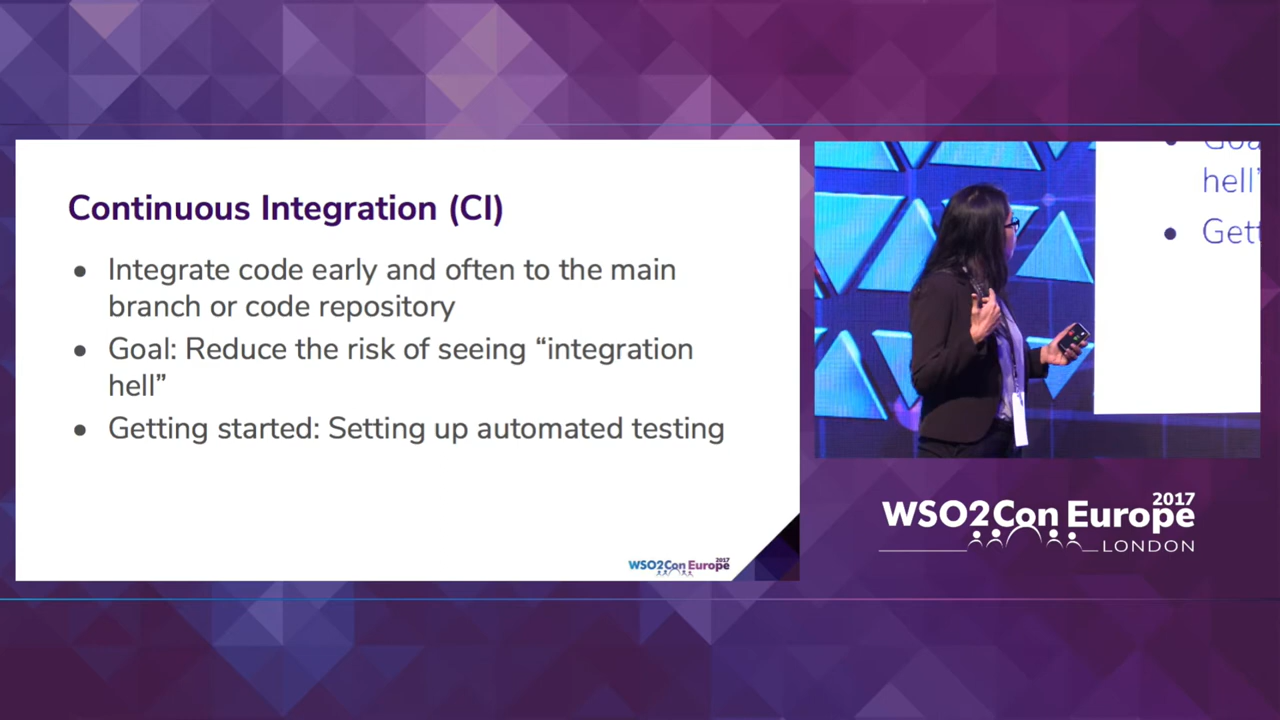 Continuous Integration (CI)
● Integrate code early and often to the main
branch or code repository
● Goal: Reduce the risk of seeing “integration
hell”
● Getting started: Setting up automated testing
WSO2Con Europe 2017
hell”
●
2017
WSO2Con Europe
LONDON